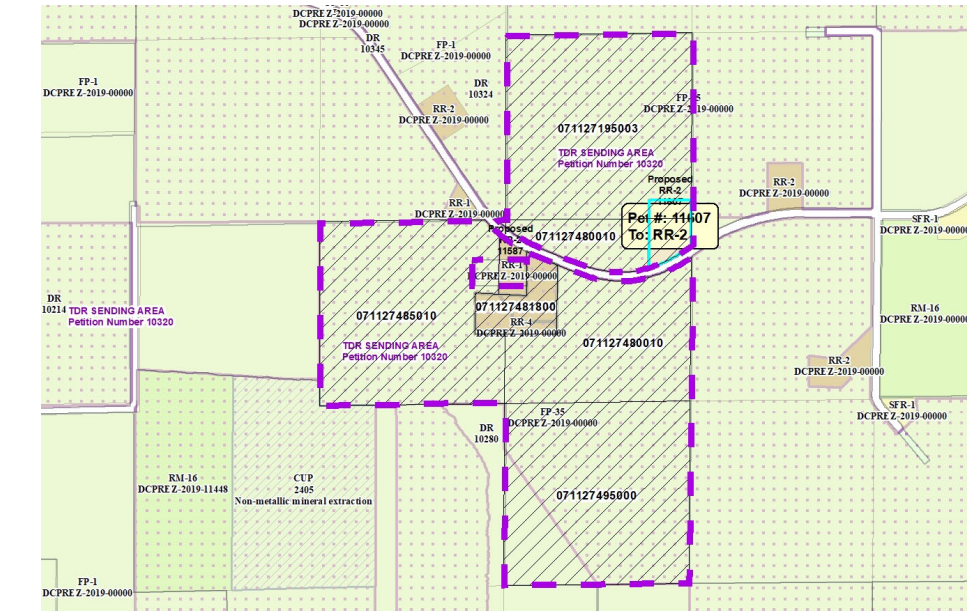 DCPREZ-2019-00000
DCPREZ-2019-00000
DR
10345
FP-1
DCPREZ-2019-00000
FP-1
DCPREZ-2019-00000
DR
10324
RR-2
DCPREZ-2019-00000
DCPREZ-2019-00000
071127195003
TDR SENDING AREA
Petition Number 10320
Proposed
RR-2
RR-2
DCPREZ-2019-00000
RR-1
DCPREZ-2019-00000
Pet #: 11607
To: RR-2
SFR-1
DCPREZ-2019-00000
Proposed
11587
071127480010
RR-1
DCPREZ-2019-00000
DR
10214
TDR SENDING AREA
Petition Number 10320
071127485010
071127481800
RR-4
DCPREZ-2019-00000
RM-16
DCPREZ-2019-00000
TDR SENDING AREA
Petition Number 10320
071127480010
RR-2
DCPREZ-2019-00000
SFR-1
DCPREZ-2019-00000
FP-35
DCPREZ-2019-00000
DR
10280
RM-16
DCPREZ-2019-11448
CUP
2405
Non-metallic mineral extraction
071127495000
FP-1
DCPREZ-2019-00000